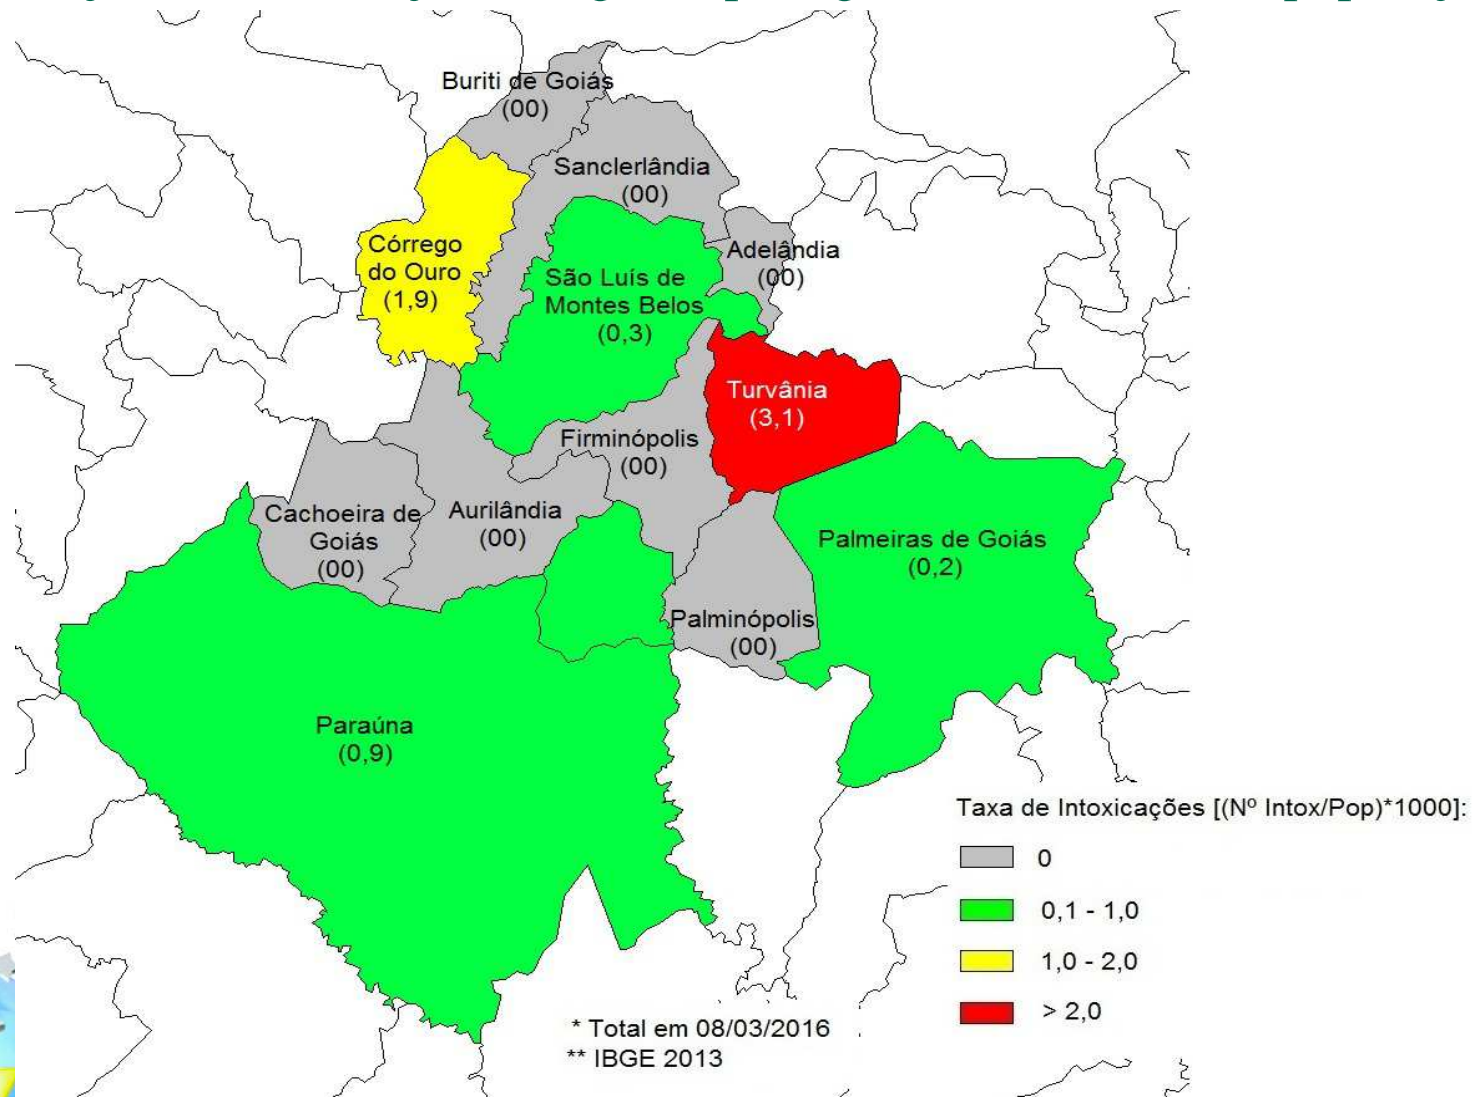 Buriti de Goiás
(00)
Sanclerlândia
(00)
Adelândia
(00)
Córrego
do Ouro
(1,9)
São Luís de
Montes Belos
(0,3)
Turvânia
(3,1)
Firminópolis
(00)
Cachoeira de
Goiás
(00)
Aurilândia
(00)
Palmeiras de Goiás
(0,2)
Palminópolis
(00)
Paraúna
(0,9)
Taxa de Intoxicações [(Nº Intox/Pop)*1000]:
0
0,1 - 1,0
1,0 - 2,0
> 2,0
* Total em 08/03/2016
** IBGE 2013